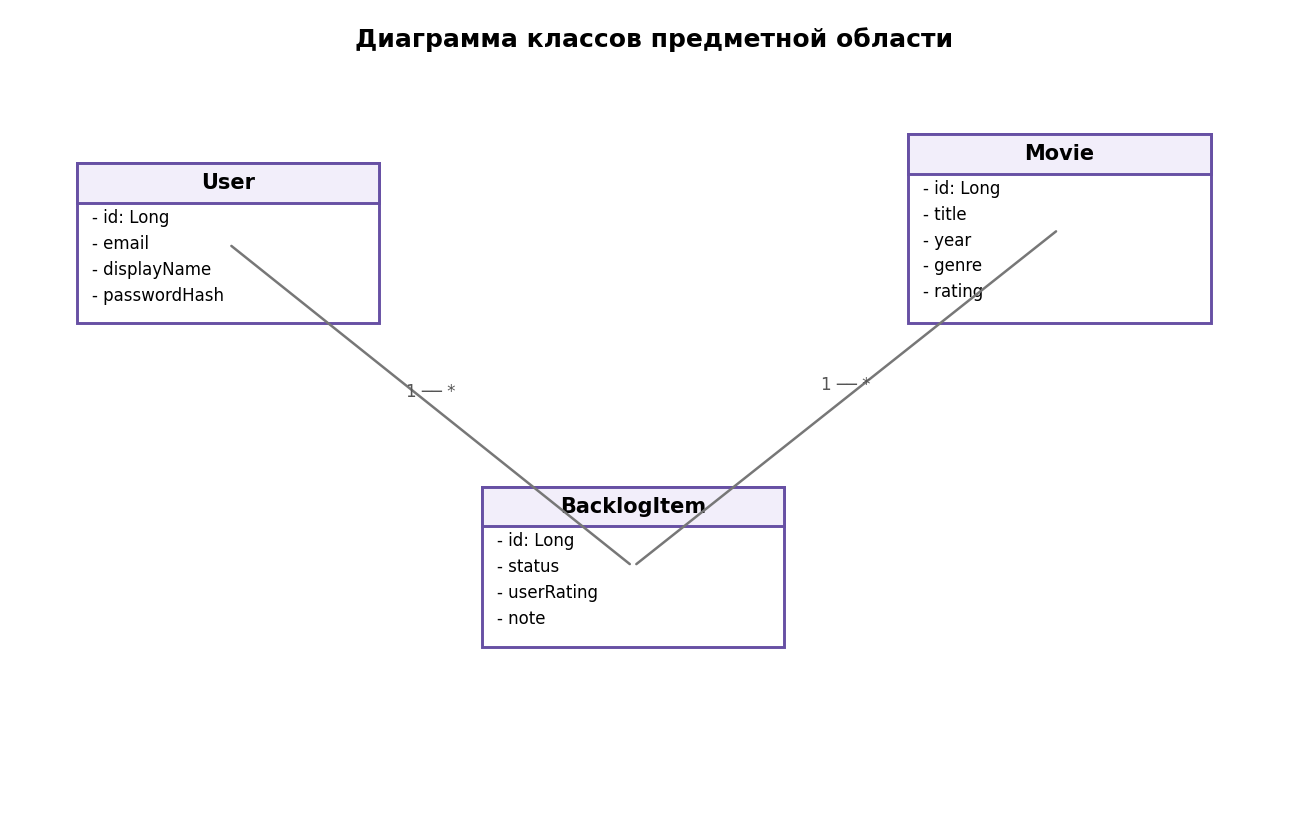 Диаграмма классов предметной области
User
- id: Long
- email
- displayName
- passwordHash
Movie
- id: Long
- title
- year
- genre
- rating
1 — *
1 — *
BacklogItem
- id: Long
- status
- userRating
- note